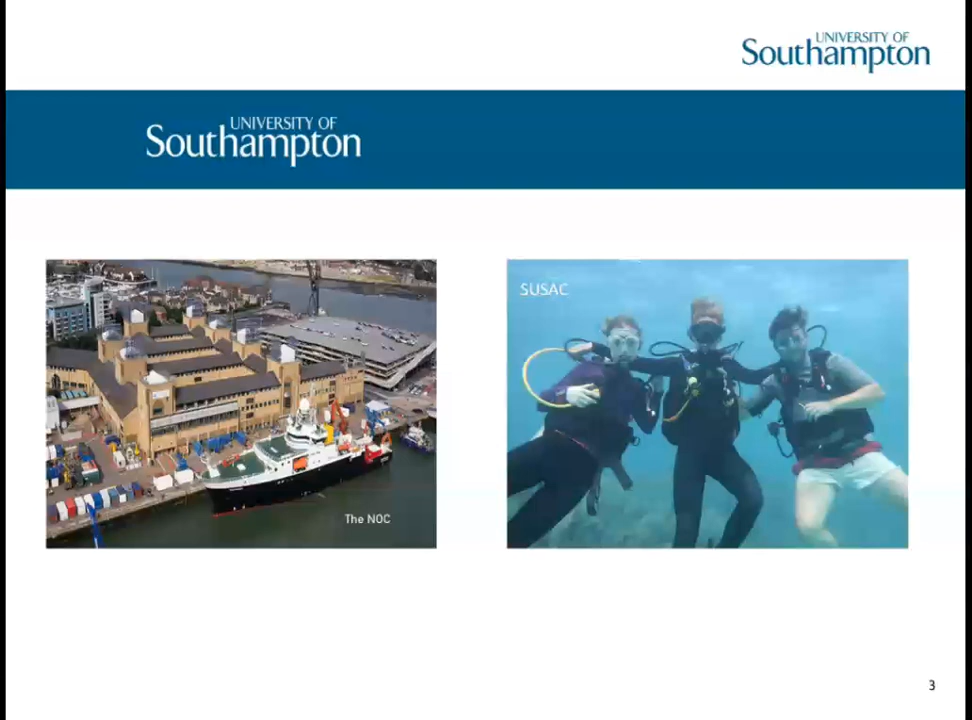 UNIVERSITY OF
Southampton
UNIVERSITY OF
Southampton
SUSAC
The NOC
3